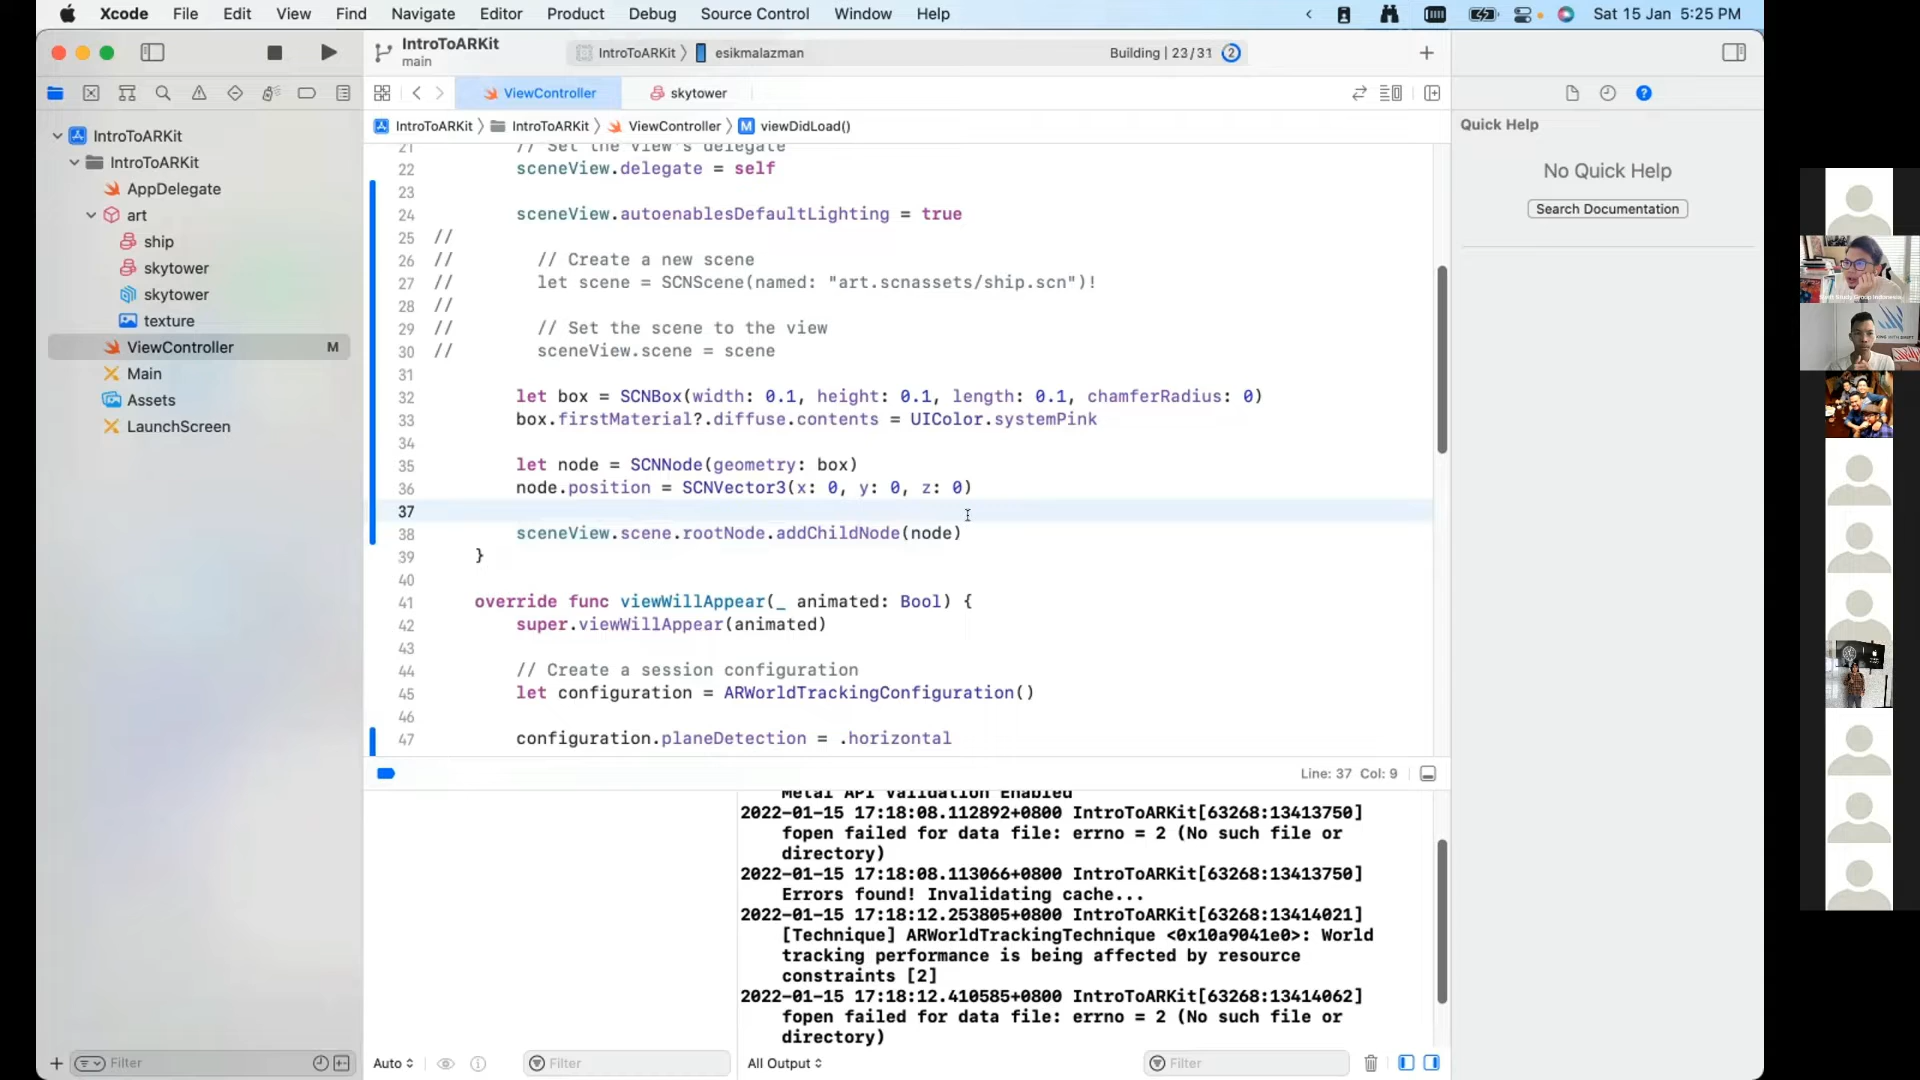 Xcode File Edit View Find Navigate Editor Product Debug Source Control Window Help
Sat 15 Jan 5:25 PM
IntroToARKit
main
IntroToARKit esikmalazman
Building | 23/31 2
ViewController
skytower
IntroToARKit IntroToARKit ViewController M viewDidLoad()
IntroToARKit
IntroToARKit
AppDelegate
art
ship
skytower
skytower
texture
ViewController M
Main
Assets
LaunchScreen
Filter
21 // Set the view's delegate
22 sceneView.delegate = self
23
24 sceneView.autoenablesDefaultLighting = true
25 //
26 // // Create a new scene
27 // let scene = SCNScene(named: "art.scnassets/ship.scn")!
28 //
29 // // Set the scene to the view
30 // sceneView.scene = scene
31
32 let box = SCNBox(width: 0.1, height: 0.1, length: 0.1, chamferRadius: 0)
33 box.firstMaterial?.diffuse.contents = UIColor.systemPink
34
35 let node = SCNNode(geometry: box)
36 node.position = SCNVector3(x: 0, y: 0, z: 0)
37
38 sceneView.scene.rootNode.addChildNode(node)
39 }
40
41 override func viewWillAppear(_ animated: Bool) {
42 super.viewWillAppear(animated)
43
44 // Create a session configuration
45 let configuration = ARWorldTrackingConfiguration()
46
47 configuration.planeDetection = .horizontal
Line: 37 Col: 9
Metal API Validation Enabled
2022-01-15 17:18:08.112892+0800 IntroToARKit[63268:13413750]
fopen failed for data file: errno = 2 (No such file or
directory)
2022-01-15 17:18:08.113066+0800 IntroToARKit[63268:13413750]
Errors found! Invalidating cache...
2022-01-15 17:18:12.253805+0800 IntroToARKit[63268:13414021]
[Technique] ARWorldTrackingTechnique <0x10a9041e0>: World
tracking performance is being affected by resource
constraints [2]
2022-01-15 17:18:12.410585+0800 IntroToARKit[63268:13414062]
fopen failed for data file: errno = 2 (No such file or
directory)
Auto
Filter
All Output
Filter
Quick Help
No Quick Help
Search Documentation